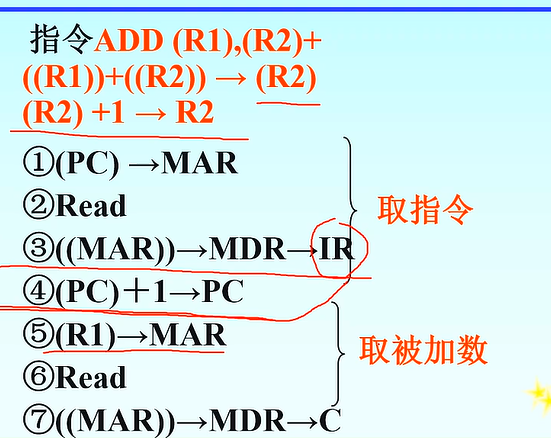 指令ADD (R1),(R2)+
((R1))+((R2)) → (R2)
(R2) +1 → R2
①(PC) →MAR
②Read
③((MAR))→MDR→IR
取指令
④(PC)＋1→PC
⑤(R1)→MAR
取被加数
⑥Read
⑦((MAR))→MDR→C